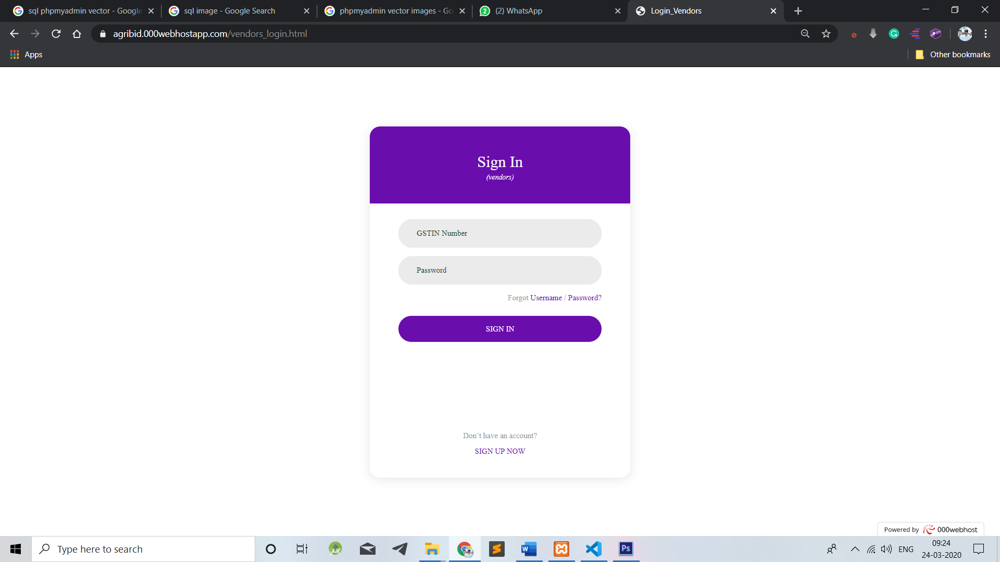 sql phpmyadmin vector - Google
sql image - Google Search
phpmyadmin vector images - Go
(2) WhatsApp
Login_Vendors
agribid.000webhostapp.com/vendors_login.html
Apps
Other bookmarks
Sign In
(vendors)
GSTIN Number
Password
Forgot Username / Password?
SIGN IN
Don't have an account?
SIGN UP NOW
Powered by 000webhost
Type here to search
ENG
09:24
24-03-2020